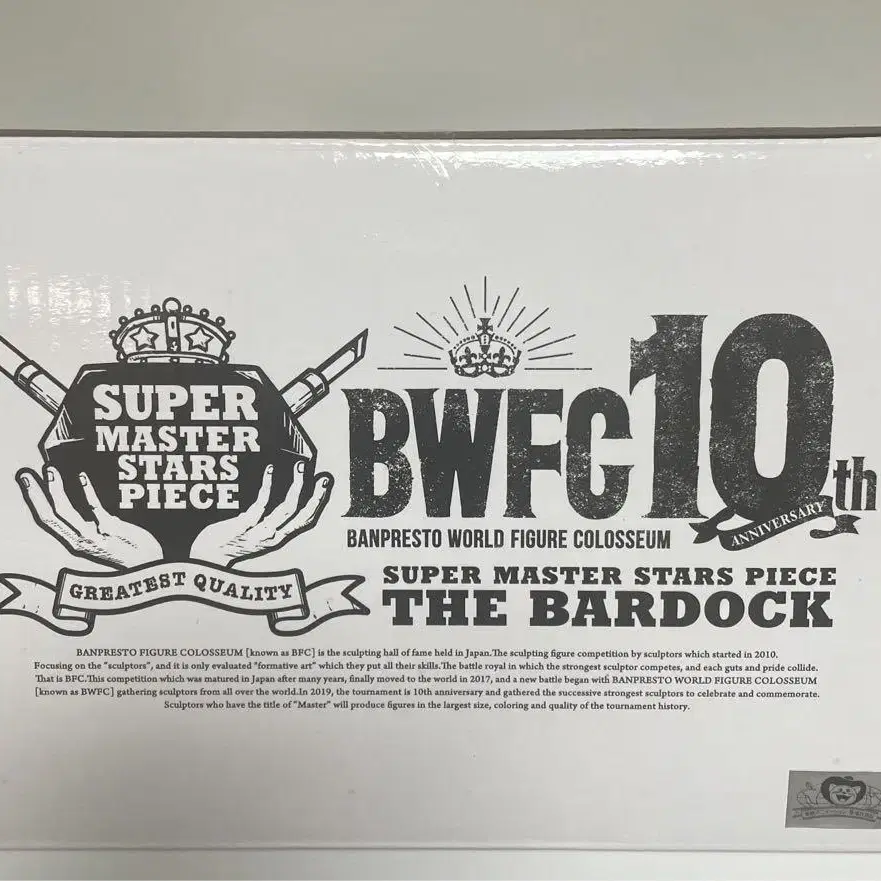 SUPER
MASTER
STARS
PIECE
GREATEST QUALITY
BWFC10th
ANNIVERSARY
BANPRESTO WORLD FIGURE COLOSSEUM
SUPER MASTER STARS PIECE
THE BARDOCK
BANPRESTO FIGURE COLOSSEUM [known as BFC] is the sculpting hall of fame held in Japan.The sculpting figure competition by sculptors which started in 2010.
Focusing on the "sculptors", and it is only evaluated "formative art" which they put all their skills.The battle royal in which the strongest sculptor competes, and each guts and pride collide.
That is BFC.This competition which was matured in Japan after many years, finally moved to the world in 2017, and a new battle began with BANPRESTO WORLD FIGURE COLOSSEUM
[known as BWFC] gathering sculptors from all over the world.In 2019, the tournament is 10th anniversary and gathered the successive strongest sculptors to celebrate and commemorate.
Sculptors who have the title of "Master" will produce figures in the largest size, coloring and quality of the tournament history.